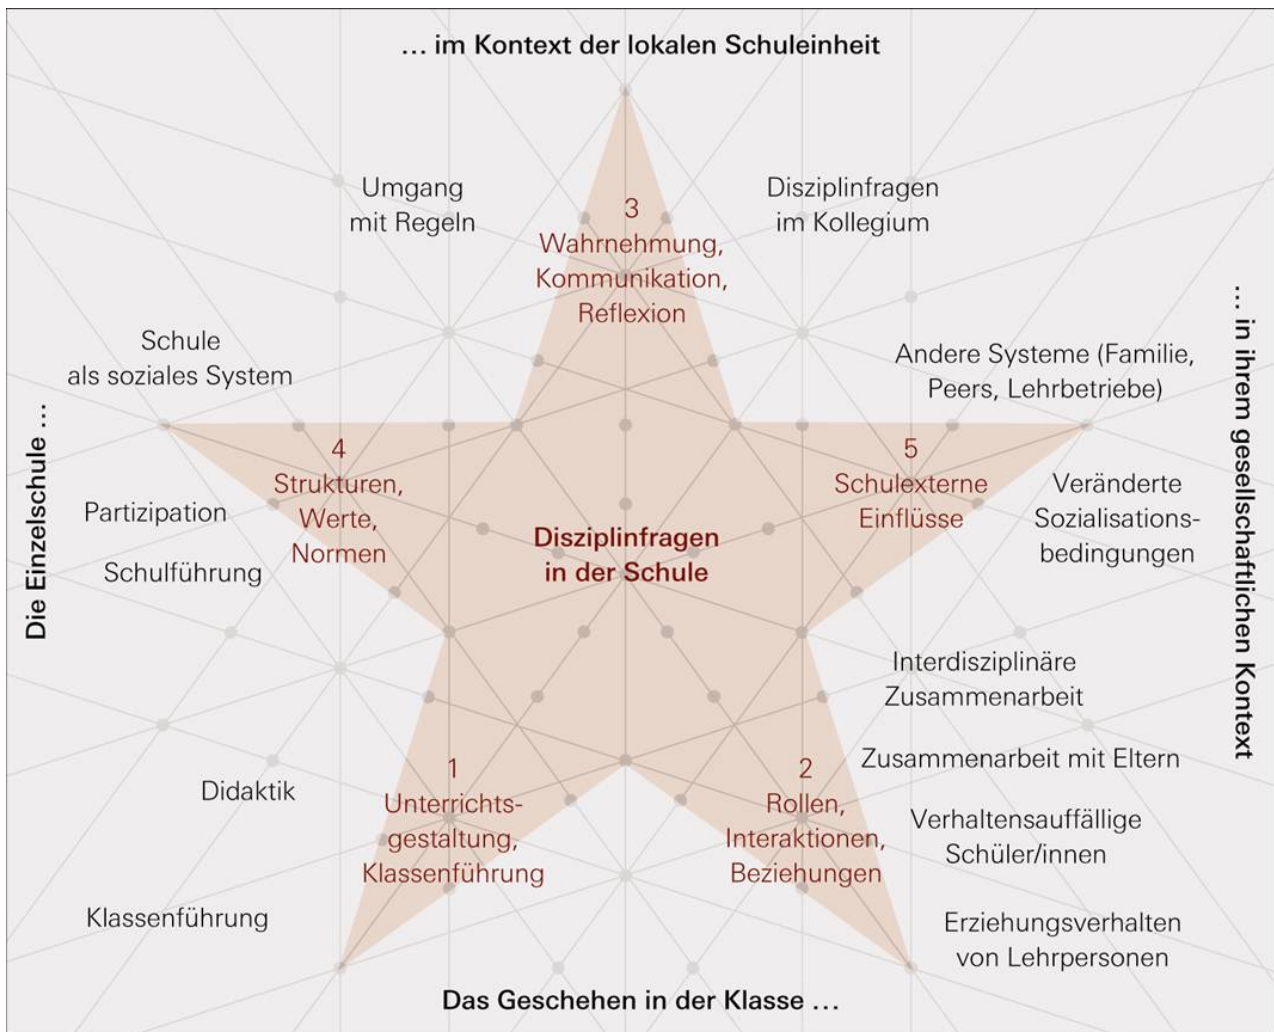 … im Kontext der lokalen Schuleinheit
Umgang
mit Regeln
Disziplinfragen
im Kollegium
3
Wahrnehmung,
Kommunikation,
Reflexion
Schule
als soziales System
Andere Systeme (Familie,
Peers, Lehrbetriebe)
Die Einzelschule …
… in ihrem gesellschaftlichen Kontext
4
Strukturen,
Werte,
Normen
5
Schulexterne
Einflüsse
Veränderte
Sozialisations-
bedingungen
Partizipation
Schulführung
Disziplinfragen
in der Schule
Interdisziplinäre
Zusammenarbeit
Zusammenarbeit mit Eltern
Didaktik
1
Unterrichts-
gestaltung,
Klassenführung
2
Rollen,
Interaktionen,
Beziehungen
Verhaltensauffällige
Schüler/innen
Klassenführung
Erziehungsverhalten
von Lehrpersonen
Das Geschehen in der Klasse …